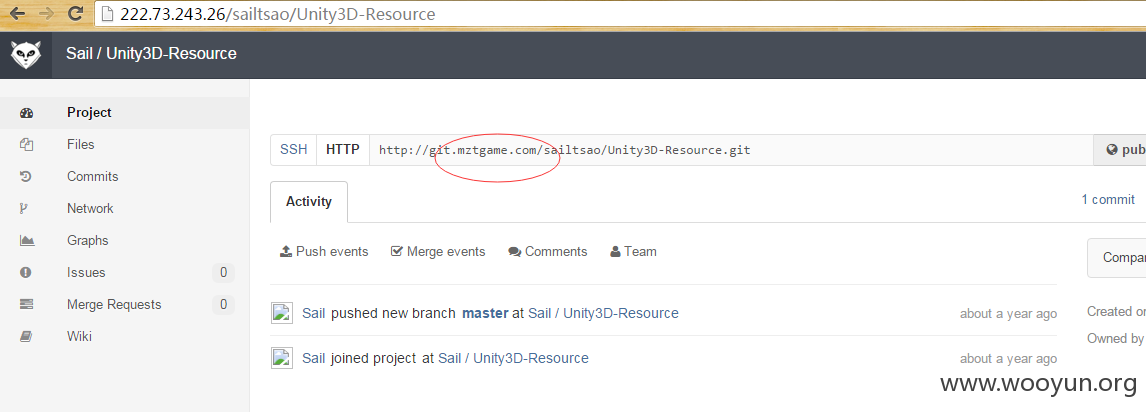 222.73.243.26/sailtsao/Unity3D-Resource
Sail / Unity3D-Resource
Project
Files
Commits
Network
Graphs
Issues 0
Merge Requests 0
Wiki
SSH HTTP http://git.mztgame.com/sailtsao/Unity3D-Resource.git pub
Activity 1 commit
Push events Merge events Comments Team
Compa
Sail pushed new branch master at Sail / Unity3D-Resource about a year ago
Created o
Owned by
Sail joined project at Sail / Unity3D-Resource about a year ago
www.wooyun.org